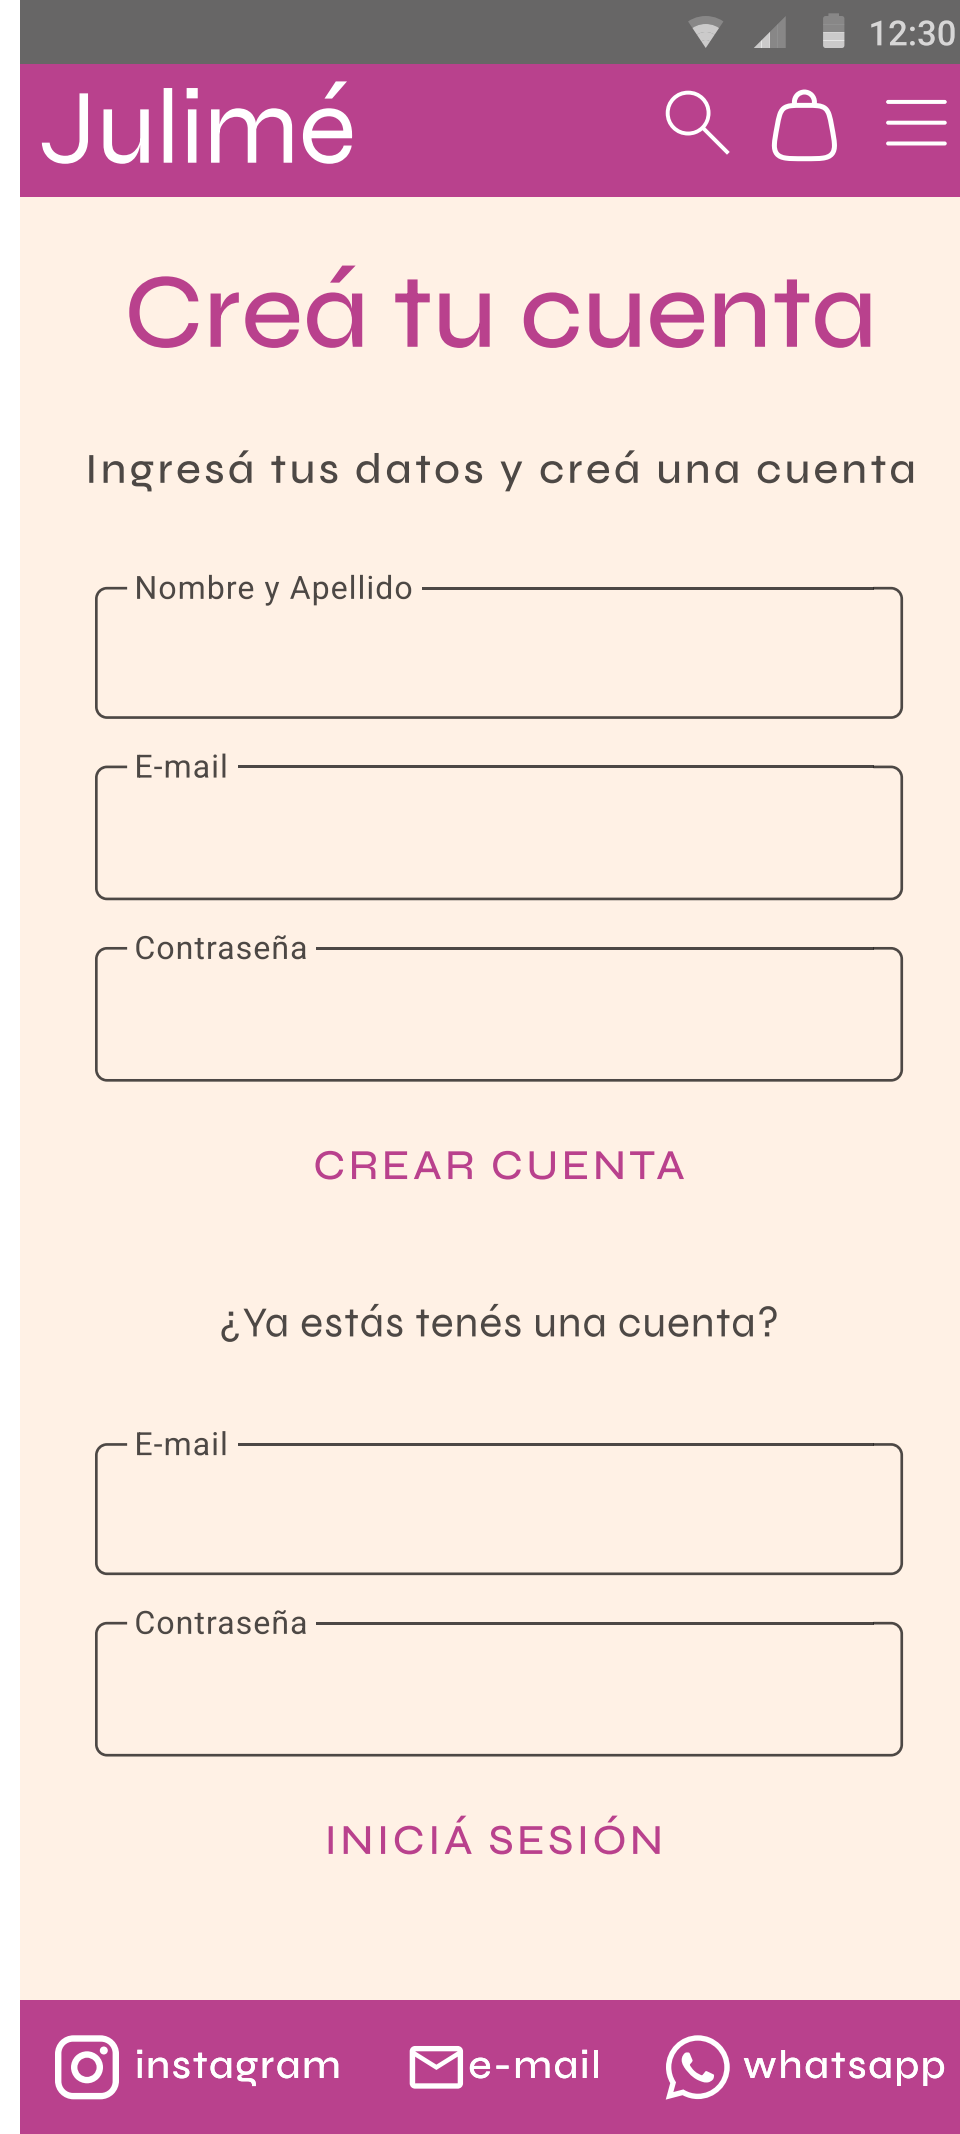 12:30
Julimé
Creá tu cuenta
Ingresá tus datos y creá una cuenta
Nombre y Apellido
E-mail
Contraseña
CREAR CUENTA
¿Ya estás tenés una cuenta?
E-mail
Contraseña
INICIÁ SESIÓN
instagram e-mail whatsapp